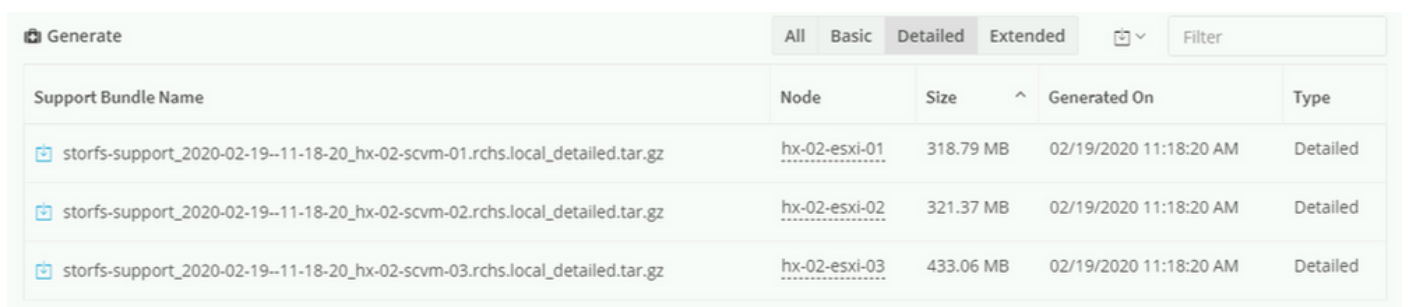 Generate All Basic Detailed Extended Filter
Support Bundle Name Node Size Generated On Type
storfs-support_2020-02-19--11-18-20_hx-02-scvm-01.rchs.local_detailed.tar.gz hx-02-esxi-01 318.79 MB 02/19/2020 11:18:20 AM Detailed
storfs-support_2020-02-19--11-18-20_hx-02-scvm-02.rchs.local_detailed.tar.gz hx-02-esxi-02 321.37 MB 02/19/2020 11:18:20 AM Detailed
storfs-support_2020-02-19--11-18-20_hx-02-scvm-03.rchs.local_detailed.tar.gz hx-02-esxi-03 433.06 MB 02/19/2020 11:18:20 AM Detailed